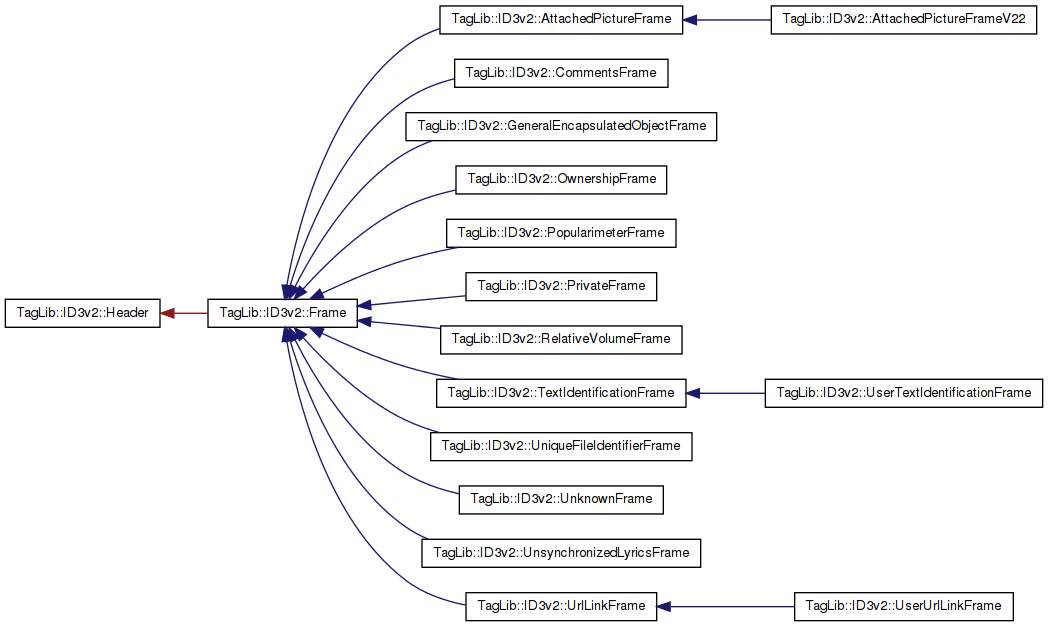 TagLib::ID3v2::AttachedPictureFrame
TagLib::ID3v2::AttachedPictureFrameV22
TagLib::ID3v2::CommentsFrame
TagLib::ID3v2::GeneralEncapsulatedObjectFrame
TagLib::ID3v2::OwnershipFrame
TagLib::ID3v2::PopularimeterFrame
TagLib::ID3v2::PrivateFrame
TagLib::ID3v2::Header
TagLib::ID3v2::Frame
TagLib::ID3v2::RelativeVolumeFrame
TagLib::ID3v2::TextIdentificationFrame
TagLib::ID3v2::UserTextIdentificationFrame
TagLib::ID3v2::UniqueFileIdentifierFrame
TagLib::ID3v2::UnknownFrame
TagLib::ID3v2::UnsynchronizedLyricsFrame
TagLib::ID3v2::UrlLinkFrame
TagLib::ID3v2::UserUrlLinkFrame